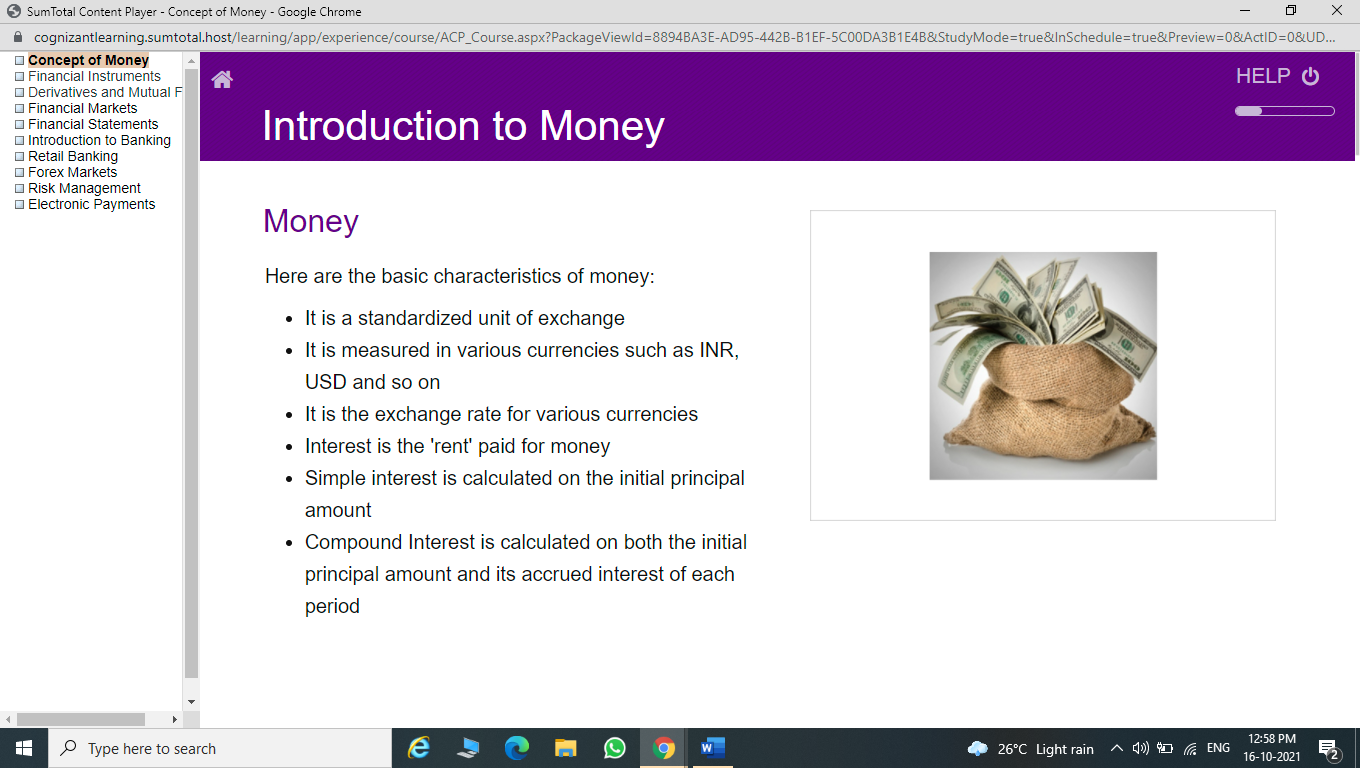 SumTotal Content Player - Concept of Money - Google Chrome
cognizantlearning.sumtotal.host/learning/app/experience/course/ACP_Course.aspx?PackageViewId=8894BA3E-AD95-442B-B1EF-5C00DA3B1E4B&StudyMode=true&InSchedule=true&Preview=0&ActID=0&UD...
Concept of Money
Financial Instruments
Derivatives and Mutual F
Financial Markets
Financial Statements
Introduction to Banking
Retail Banking
Forex Markets
Risk Management
Electronic Payments
HELP
Introduction to Money
Money
Here are the basic characteristics of money:
• It is a standardized unit of exchange
• It is measured in various currencies such as INR,
USD and so on
• It is the exchange rate for various currencies
• Interest is the 'rent' paid for money
• Simple interest is calculated on the initial principal
amount
• Compound Interest is calculated on both the initial
principal amount and its accrued interest of each
period
Type here to search
26°C Light rain
ENG
12:58 PM
16-10-2021
2